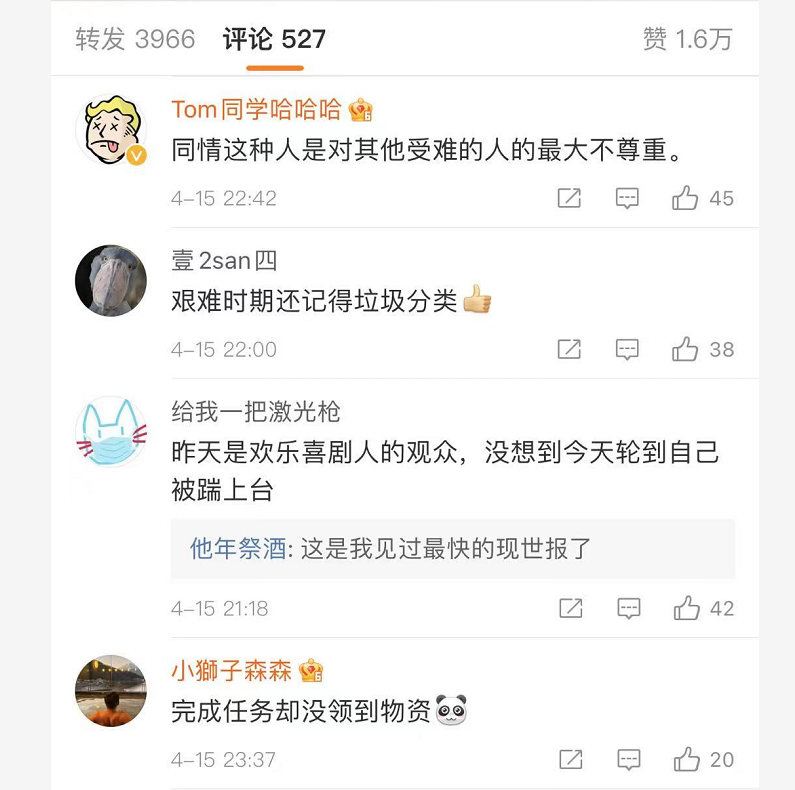 转发 3966 评论 527 赞 1.6万
Tom同学哈哈哈
同情这种人是对其他受难的人的最大不尊重。
4-15 22:42 45
壹2san四
艰难时期还记得垃圾分类👍
4-15 22:00 38
给我一把激光枪
昨天是欢乐喜剧人的观众，没想到今天轮到自己
被踹上台
他年祭酒: 这是我见过最快的现世报了
4-15 21:18 42
小獅子森森
完成任务却没领到物资🐼
4-15 23:37 20